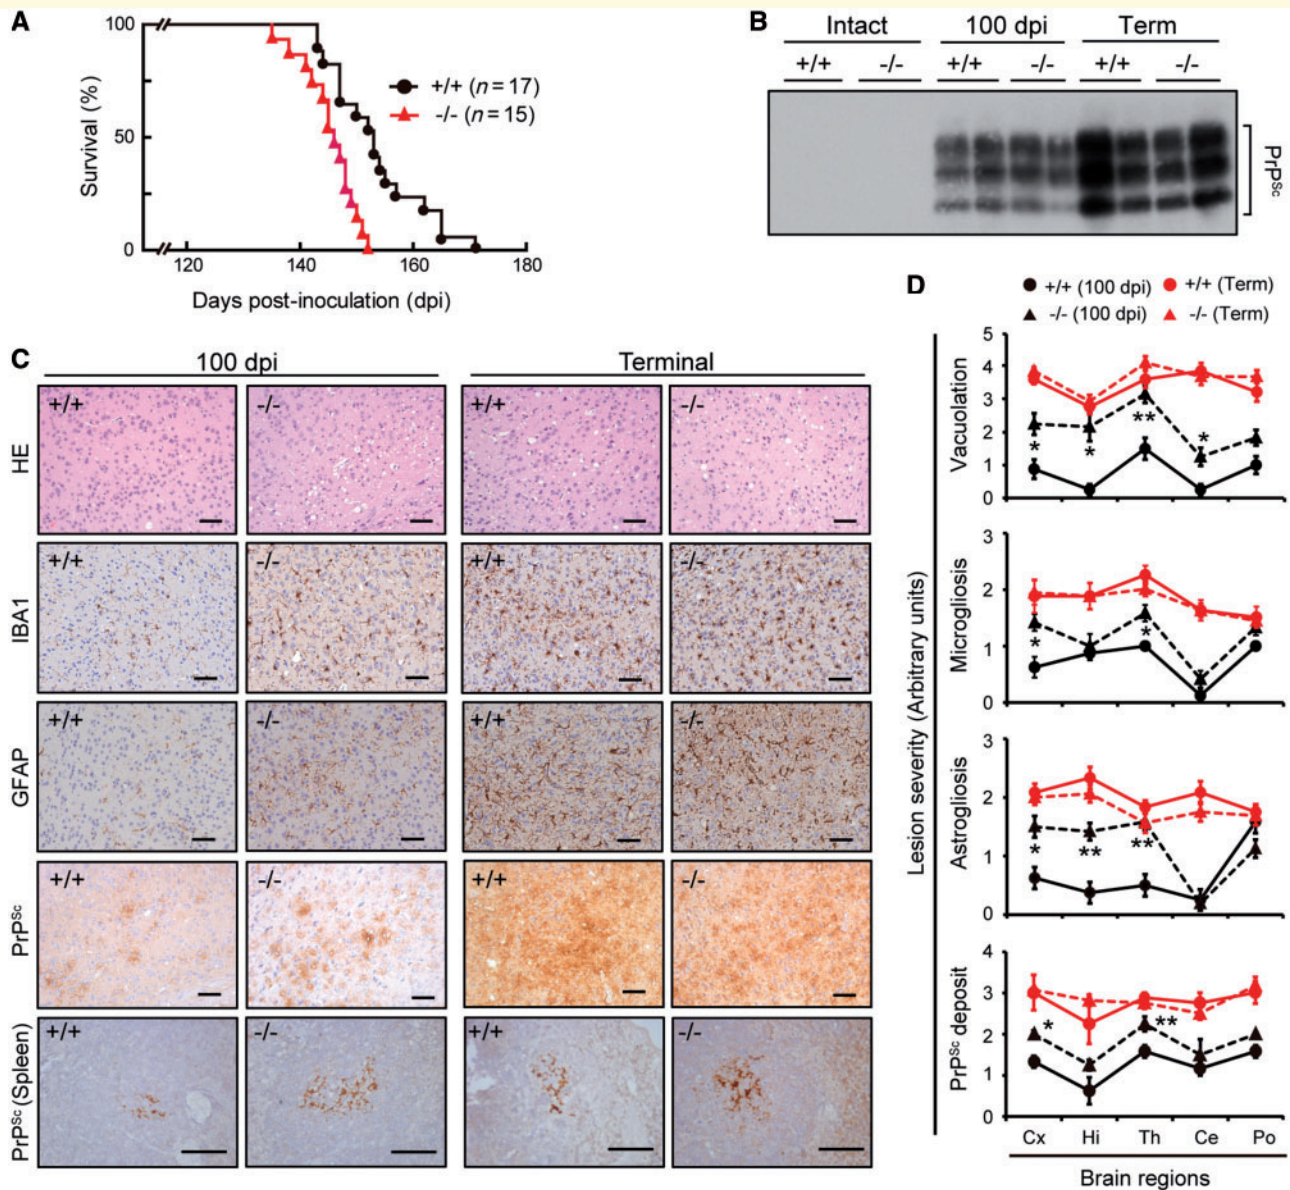 A
100
50
0
Survival (%)
+/+ (n=17)
-/- (n=15)
120 140 160 180
Days post-inoculation (dpi)
B
Intact 100 dpi Term
+/+ -/- +/+ -/- +/+ -/-
PrPSc
C
100 dpi Terminal
HE
+/+ -/- +/+ -/-
IBA1
+/+ -/- +/+ -/-
GFAP
+/+ -/- +/+ -/-
PrPSc
+/+ -/- +/+ -/-
PrPSc (Spleen)
+/+ -/- +/+ -/-
D
+/+ (100 dpi) +/+ (Term)
-/- (100 dpi) -/- (Term)
Lesion severity (Arbitrary units)
Vacuolation
5
4
3
2
1
0
* * ** *
Microgliosis
3
2
1
0
* *
Astrogliosis
3
2
1
0
* ** **
PrPSc deposit
4
3
2
1
0
* **
Cx Hi Th Ce Po
Brain regions